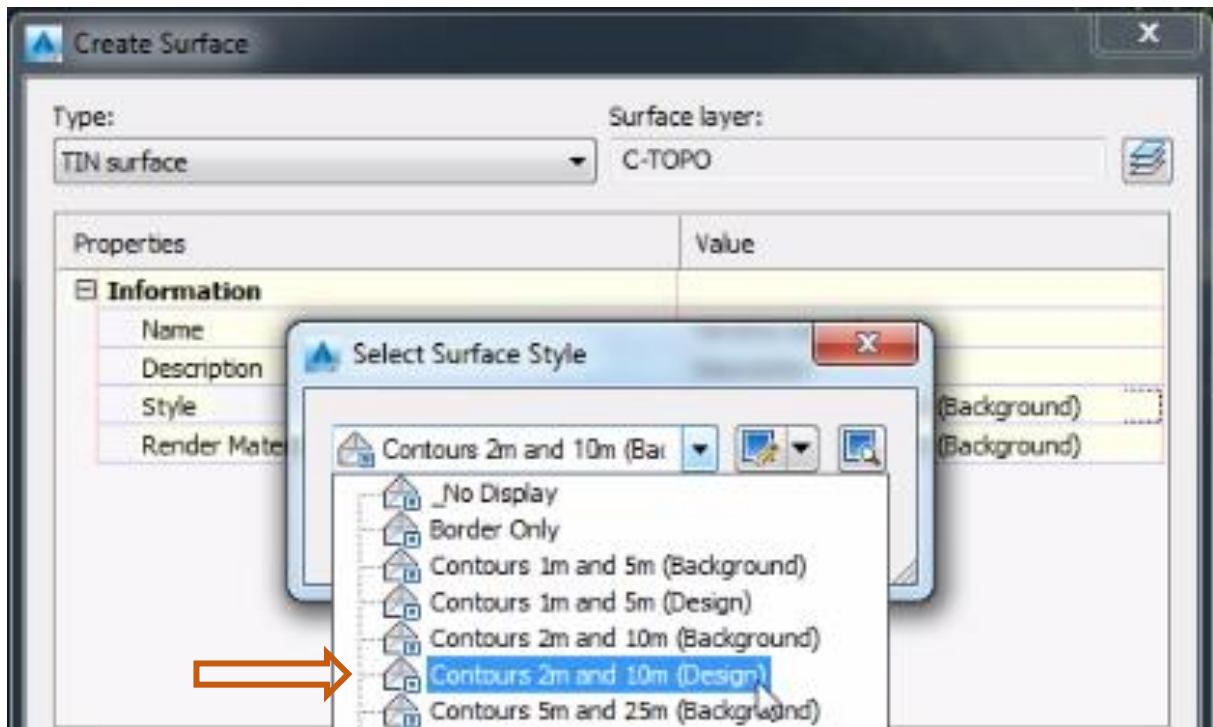 Create Surface
Type:
Surface layer:
TIN surface
C-TOPO
Properties
Value
Information
Name
Description
Style
(Background)
Render Mate
(Background)
Select Surface Style
Contours 2m and 10m (Ba
_No Display
Border Only
Contours 1m and 5m (Background)
Contours 1m and 5m (Design)
Contours 2m and 10m (Background)
Contours 2m and 10m (Design)
Contours 5m and 25m (Background)